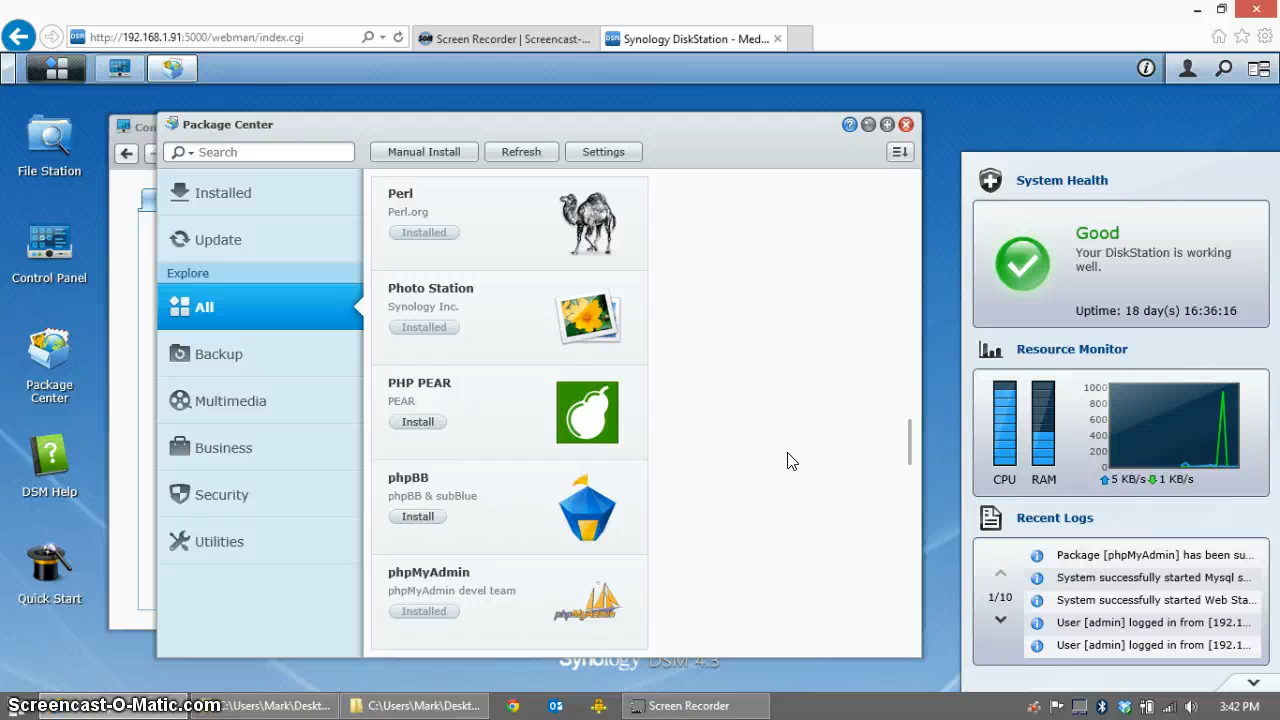 http://192.168.1.91:5000/webman/index.cgi
Screen Recorder | Screencast-...
Synology DiskStation - Med...
Package Center
Search
Manual Install
Refresh
Settings
Installed
Update
Explore
All
Backup
Multimedia
Business
Security
Utilities
Perl
Perl.org
Installed
Photo Station
Synology Inc.
Installed
PHP PEAR
PEAR
Install
phpBB
phpBB & subBlue
Install
phpMyAdmin
phpMyAdmin devel team
Installed
phpMyAdmin
File Station
Control Panel
Package
Center
DSM Help
Quick Start
System Health
Good
Your DiskStation is working
well.
Uptime: 18 day(s) 16:36:16
Resource Monitor
1000
800
600
400
200
0
CPU
RAM
5 KB/s
1 KB/s
Recent Logs
1/10
Package [phpMyAdmin] has been su...
System successfully started Mysql s...
System successfully started Web Sta...
User [admin] logged in from [192.1...
User [admin] logged in from [192.1...
Synology DSM 4.3
Screencast-O-Matic.com
C:\Users\Mark\Deskt...
C:\Users\Mark\Deskt...
Screen Recorder
3:42 PM